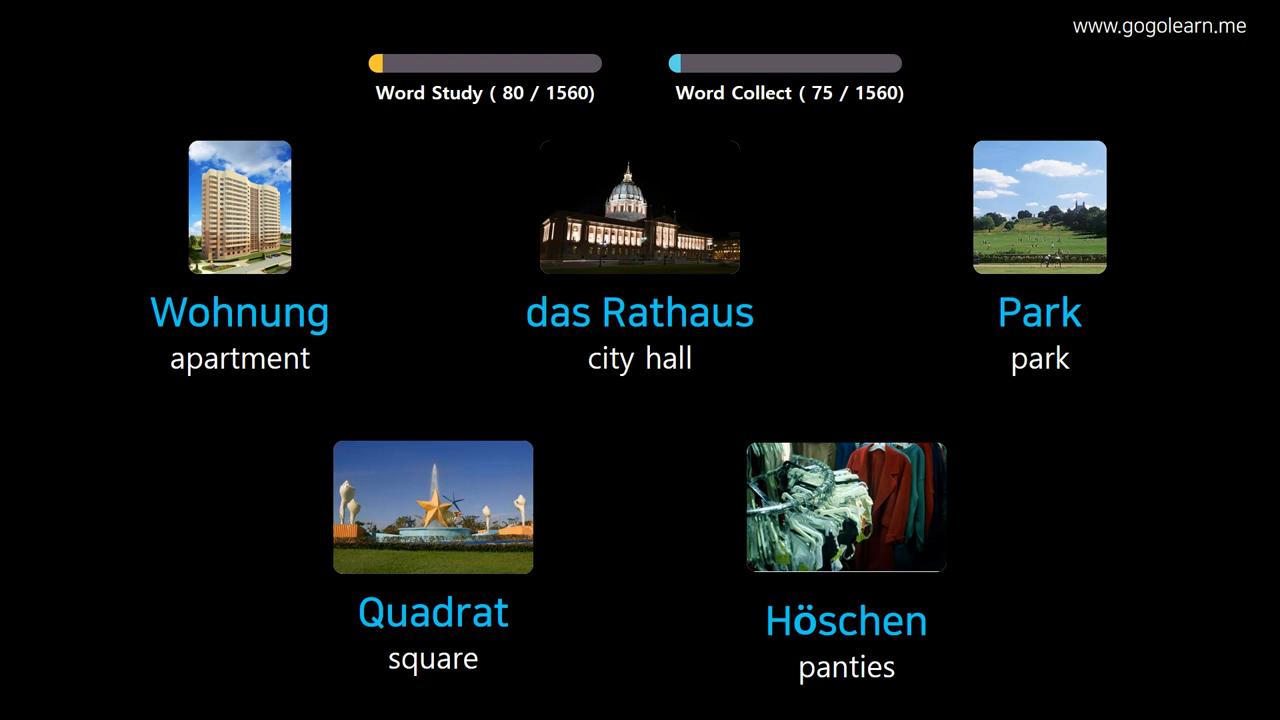 www.gogolearn.me
Word Study ( 80 / 1560)
Word Collect ( 75 / 1560)
Wohnung
apartment
das Rathaus
city hall
Park
park
Quadrat
square
Höschen
panties